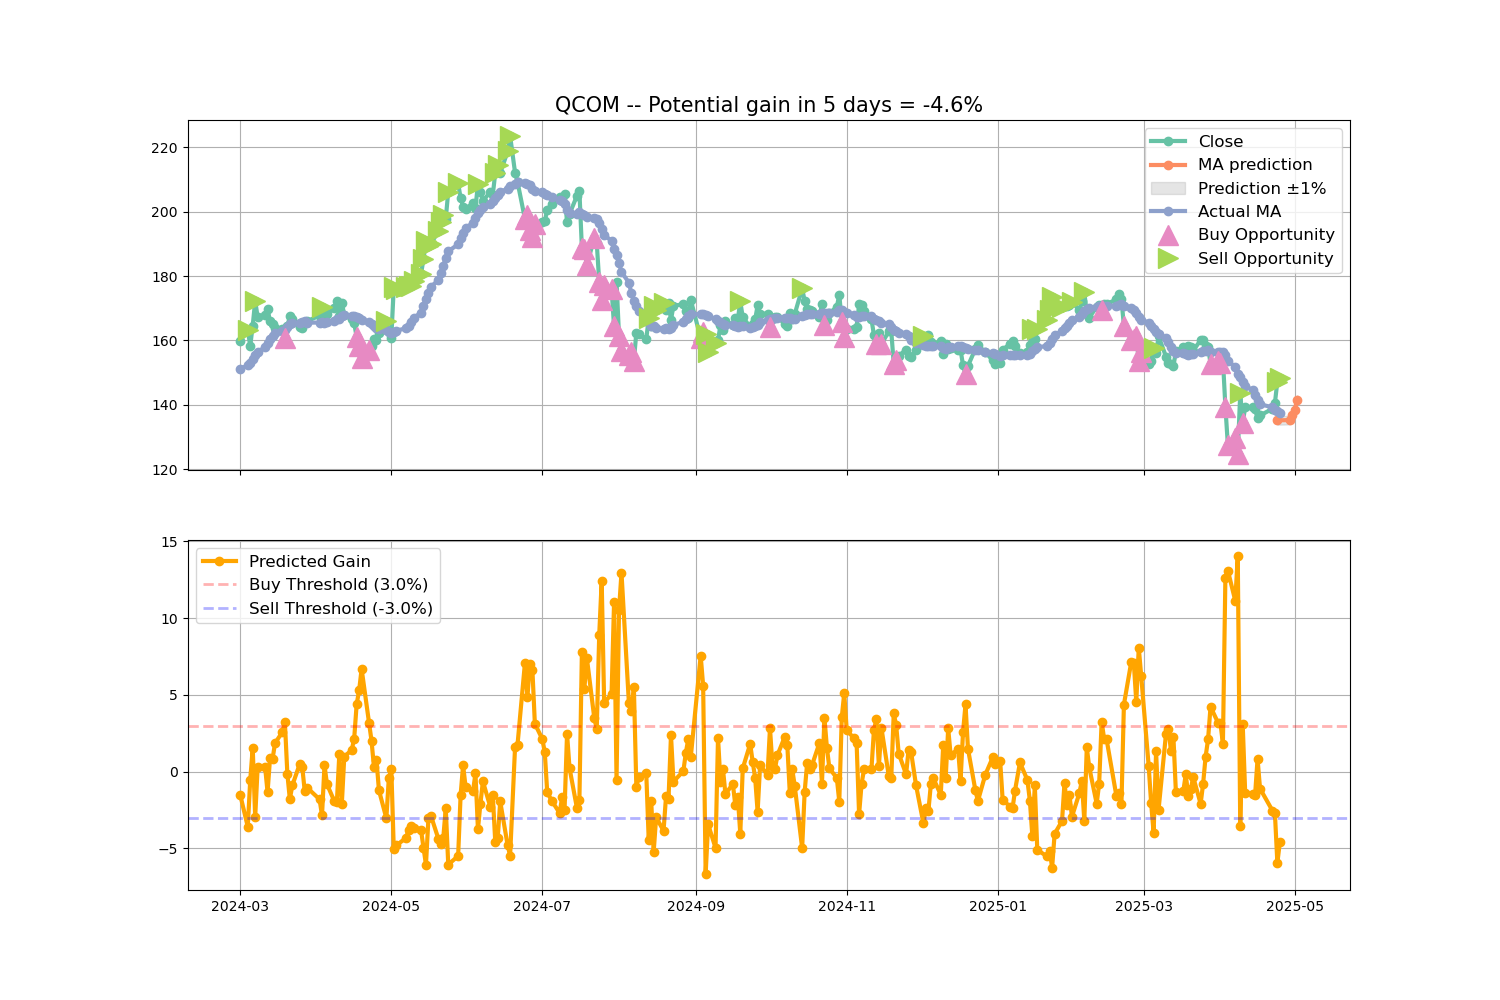 QCOM -- Potential gain in 5 days = -4.6%
220
200
180
160
140
120
Close
MA prediction
Prediction ±1%
Actual MA
Buy Opportunity
Sell Opportunity
15
10
5
0
−5
Predicted Gain
Buy Threshold (3.0%)
Sell Threshold (-3.0%)
2024-03
2024-05
2024-07
2024-09
2024-11
2025-01
2025-03
2025-05